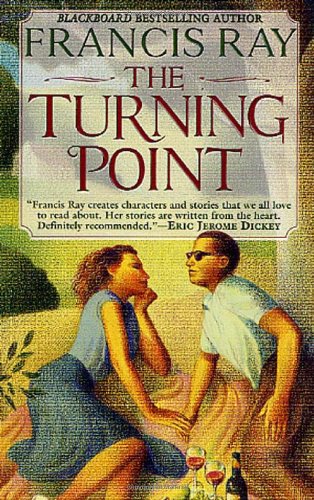 BLACKBOARD BESTSELLING AUTHOR
FRANCIS RAY
THE
TURNING
POINT
"Francis Ray creates characters and stories that we all love
to read about. Her stories are written from the heart.
Definitely recommended."—ERIC JEROME DICKEY